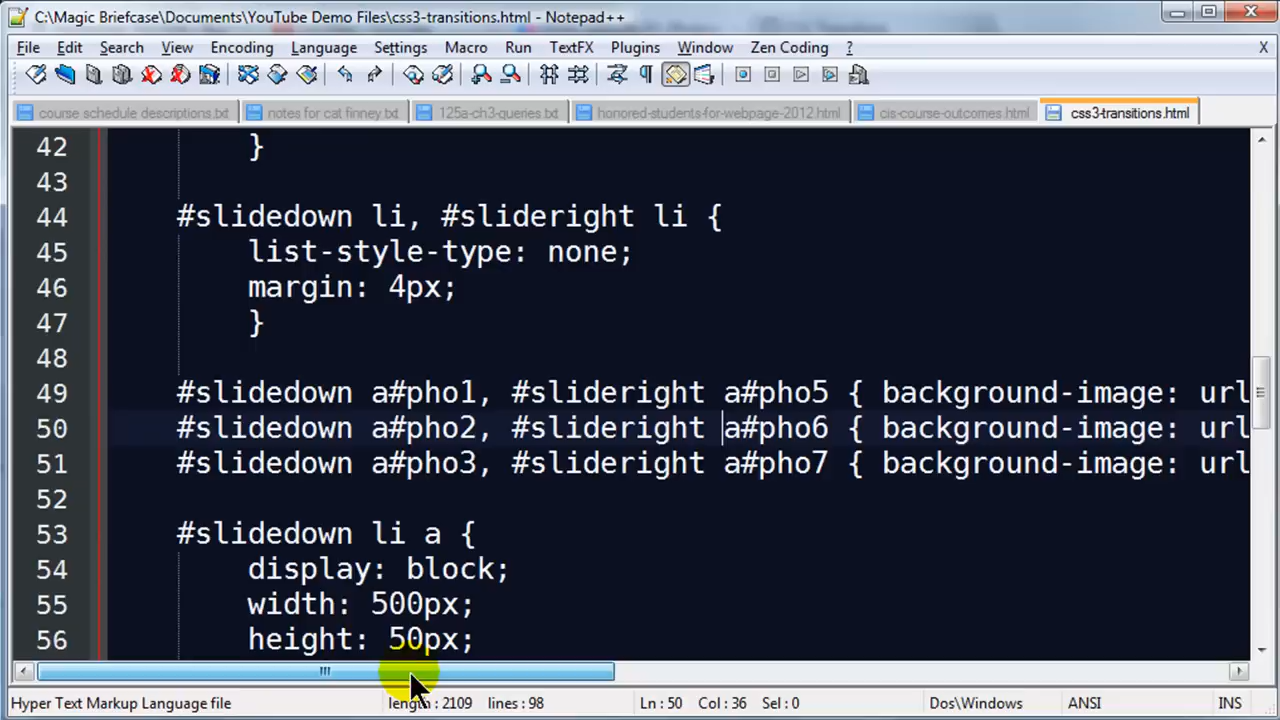 C:\Magic Briefcase\Documents\YouTube Demo Files\css3-transitions.html - Notepad++
File Edit Search View Encoding Language Settings Macro Run TextFX Plugins Window Zen Coding ? X
course schedule descriptions.txt notes for cat finney.txt 125a-ch3-queries.txt honored-students-for-webpage-2012.html cis-course-outcomes.html css3-transitions.html
42 }
43
44 #slidedown li, #slideright li {
45 list-style-type: none;
46 margin: 4px;
47 }
48
49 #slidedown a#pho1, #slideright a#pho5 { background-image: url
50 #slidedown a#pho2, #slideright a#pho6 { background-image: url
51 #slidedown a#pho3, #slideright a#pho7 { background-image: url
52
53 #slidedown li a {
54 display: block;
55 width: 500px;
56 height: 50px;
Hyper Text Markup Language file length : 2109 lines : 98 Ln : 50 Col : 36 Sel : 0 Dos\Windows ANSI INS